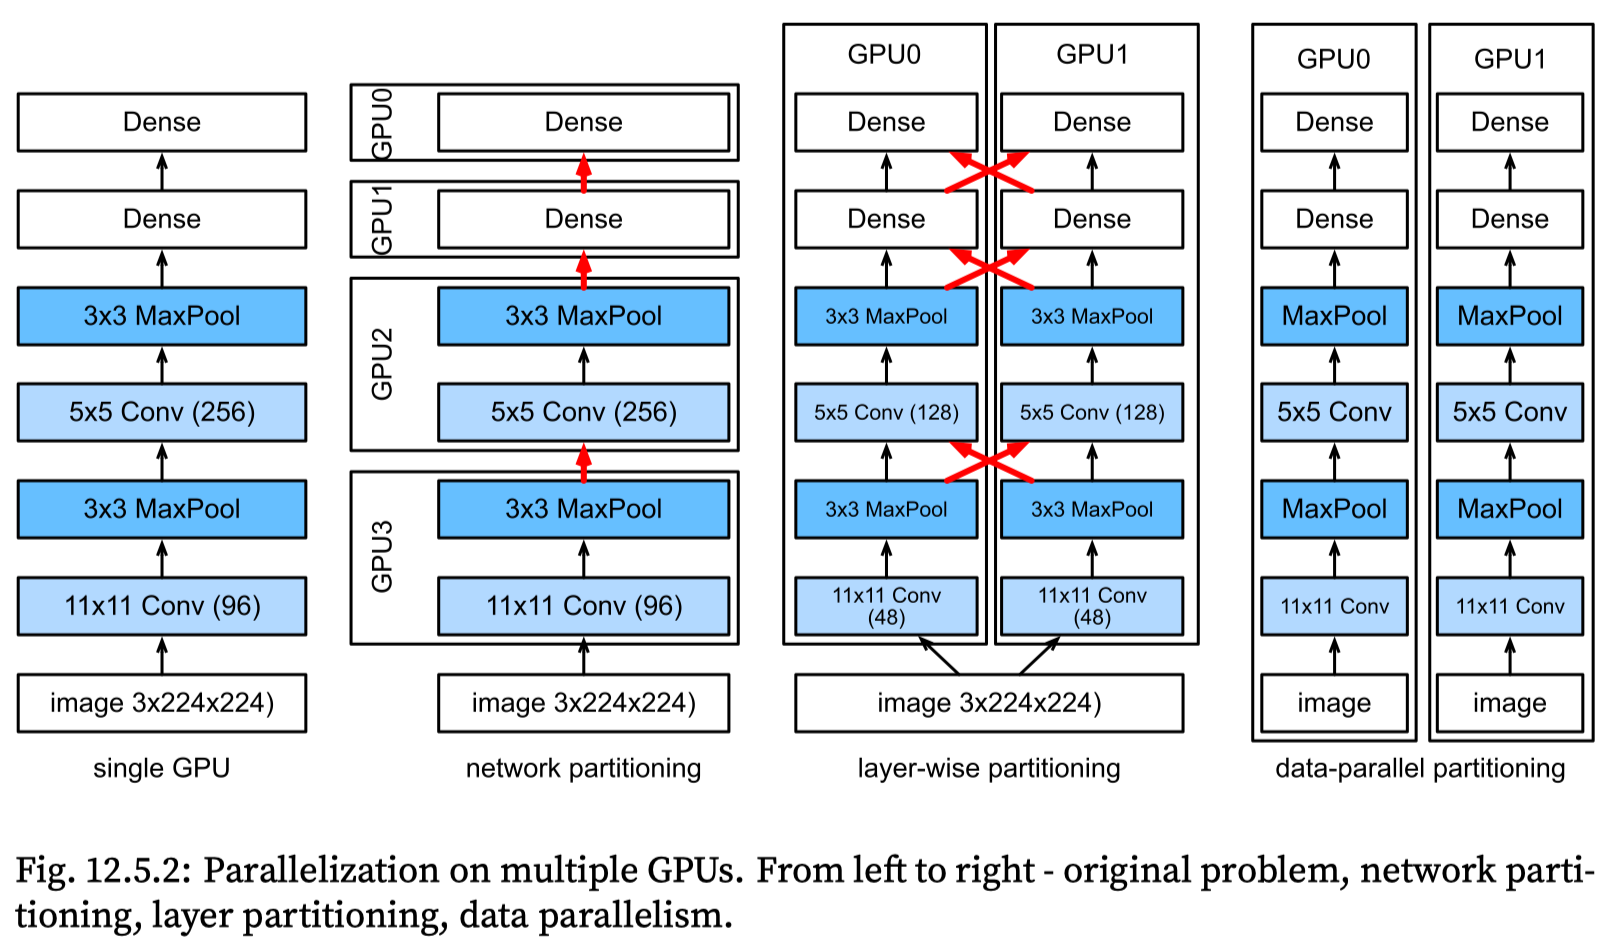 Dense
Dense
3x3 MaxPool
5x5 Conv (256)
3x3 MaxPool
11x11 Conv (96)
image 3x224x224)
single GPU
GPU0
Dense
GPU1
Dense
GPU2
3x3 MaxPool
5x5 Conv (256)
GPU3
3x3 MaxPool
11x11 Conv (96)
image 3x224x224)
network partitioning
GPU0
Dense
Dense
3x3 MaxPool
5x5 Conv (128)
3x3 MaxPool
11x11 Conv
(48)
GPU1
Dense
Dense
3x3 MaxPool
5x5 Conv (128)
3x3 MaxPool
11x11 Conv
(48)
image 3x224x224)
layer-wise partitioning
GPU0
Dense
Dense
MaxPool
5x5 Conv
MaxPool
11x11 Conv
image
GPU1
Dense
Dense
MaxPool
5x5 Conv
MaxPool
11x11 Conv
image
data-parallel partitioning
Fig. 12.5.2: Parallelization on multiple GPUs. From left to right - original problem, network parti-
tioning, layer partitioning, data parallelism.